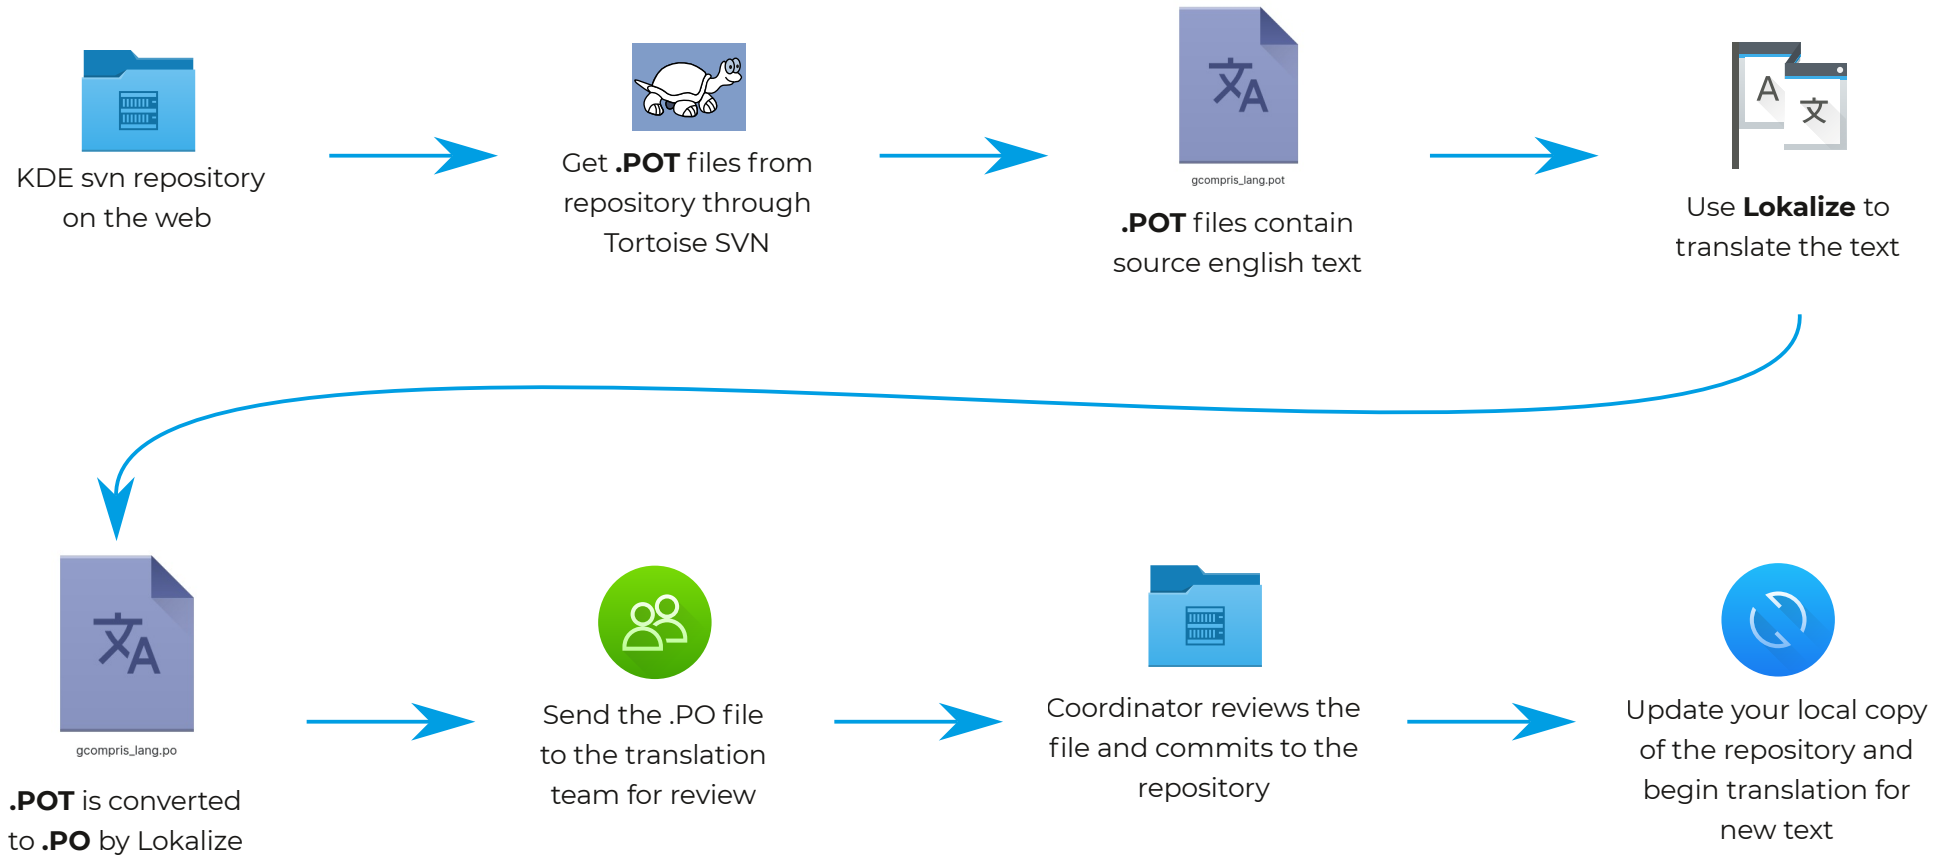 KDE svn repository
on the web
Get .POT files from
repository through
Tortoise SVN
gcompris_lang.pot
.POT files contain
source english text
Use Lokalize to
translate the text
gcompris_lang.po
.POT is converted
to .PO by Lokalize
Send the .PO file
to the translation
team for review
Coordinator reviews the
file and commits to the
repository
Update your local copy
of the repository and
begin translation for
new text